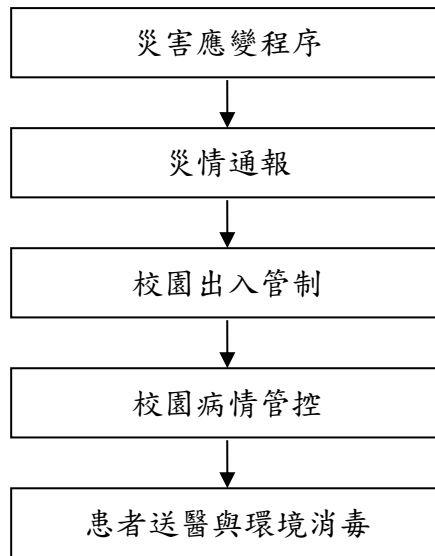 災害應變程序
災情通報
校園出入管制
校園病情管控
患者送醫與環境消毒